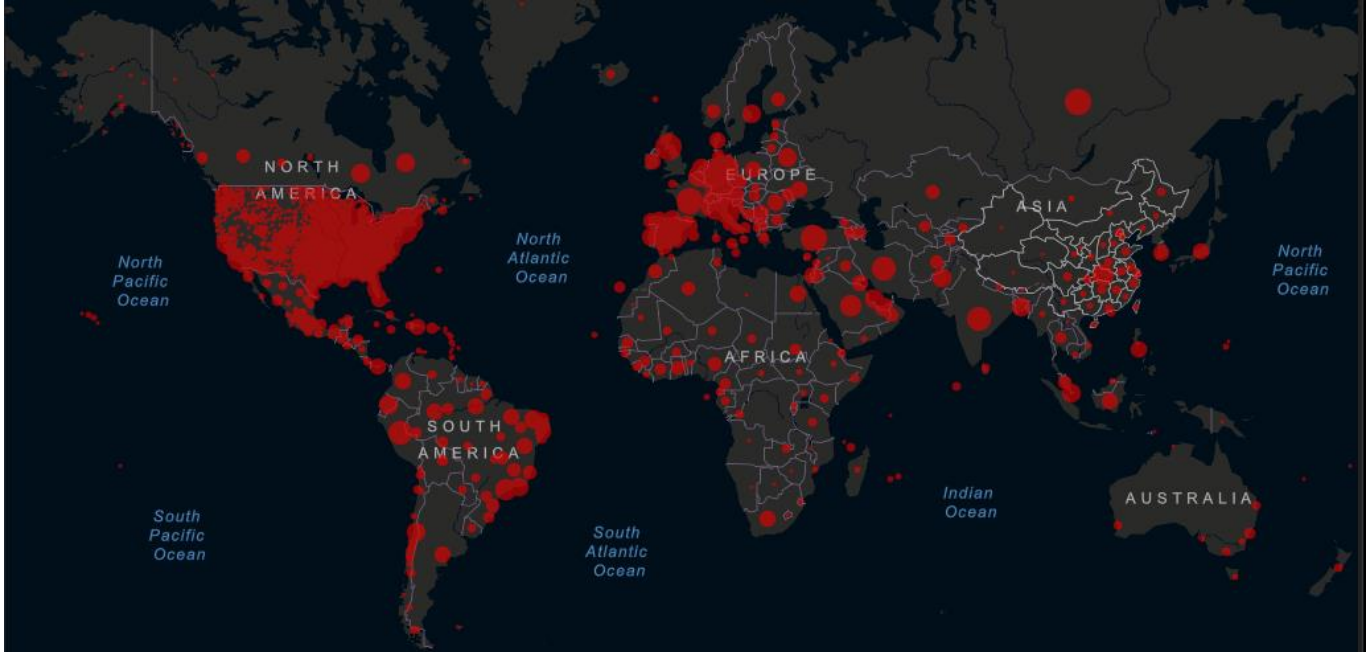 NORTH
AMERICA
EUROPE
ASIA
North
Pacific
Ocean
North
Atlantic
Ocean
North
Pacific
Ocean
AFRICA
SOUTH
AMERICA
Indian
Ocean
AUSTRALIA
South
Pacific
Ocean
South
Atlantic
Ocean